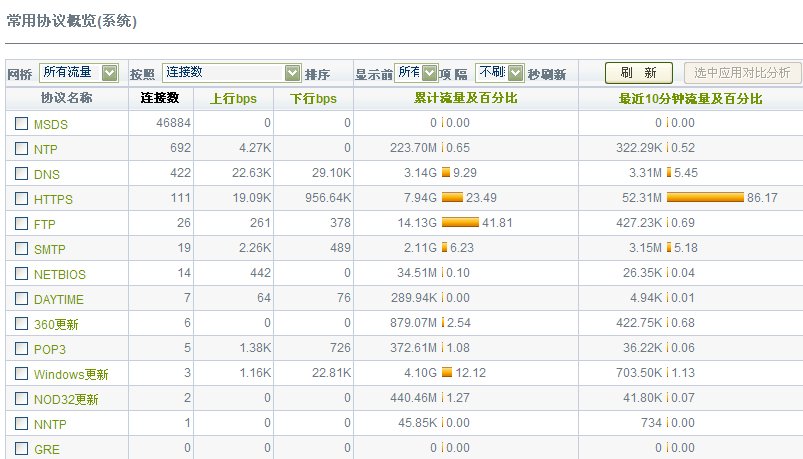 常用协议概览(系统)
网桥 所有流量 按照 连接数 排序 显示前 所有 项 隔 不刷 秒刷新 刷 新 选中应用对比分析
协议名称 连接数 上行bps 下行bps 累计流量及百分比 最近10分钟流量及百分比
MSDS 46884 0 0 0 0.00 0 0.00
NTP 692 4.27K 0 223.70M 0.65 322.29K 0.52
DNS 422 22.63K 29.10K 3.14G 9.29 3.31M 5.45
HTTPS 111 19.09K 956.64K 7.94G 23.49 52.31M 86.17
FTP 26 261 378 14.13G 41.81 427.23K 0.69
SMTP 19 2.26K 489 2.11G 6.23 3.15M 5.18
NETBIOS 14 442 0 34.51M 0.10 26.35K 0.04
DAYTIME 7 64 76 289.94K 0.00 4.94K 0.01
360更新 6 0 0 879.07M 2.54 422.75K 0.68
POP3 5 1.38K 726 372.61M 1.08 36.22K 0.06
Windows更新 3 1.16K 22.81K 4.10G 12.12 703.50K 1.13
NOD32更新 2 0 0 440.46M 1.27 41.80K 0.07
NNTP 1 0 0 45.85K 0.00 734 0.00
GRE 0 0 0 0 0.00 0 0.00